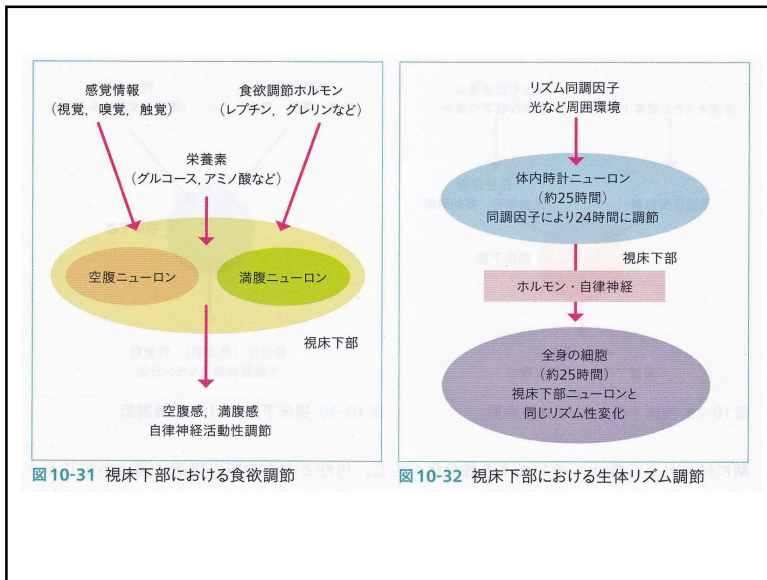 感覚情報
(視覚，嗅覚，触覚)
食欲調節ホルモン
(レプチン，グレリンなど)
栄養素
(グルコース，アミノ酸など)
空腹ニューロン
満腹ニューロン
視床下部
空腹感，満腹感
自律神経活動性調節
図10-31 視床下部における食欲調節
リズム同調因子
光など周囲環境
体内時計ニューロン
(約25時間)
同調因子により24時間に調節
視床下部
ホルモン・自律神経
全身の細胞
(約25時間)
視床下部ニューロンと
同じリズム性変化
図10-32 視床下部における生体リズム調節